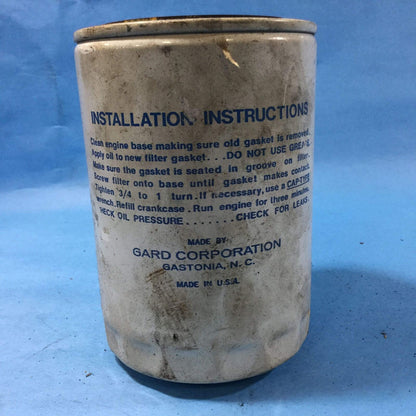 INSTALLATION INSTRUCTIONS
Clean engine base making sure old gasket is removed.
Apply oil to new filter gasket. . . DO NOT USE GREASE.
Make sure the gasket is seated in groove on filter.
Screw filter onto base until gasket makes contact.
Tighten 3/4 to 1 turn. If necessary, use a CAP-TYPE
wrench. Refill crankcase. Run engine for three minutes.
HECK OIL PRESSURE . . . . . . . CHECK FOR LEAKS.
MADE BY
GARD CORPORATION
GASTONIA, N. C.
MADE IN U.S.A.